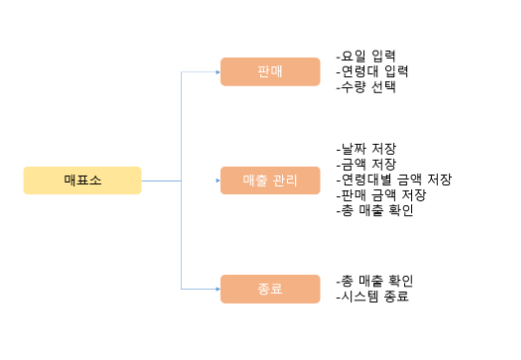 판매
-요일 입력
-연령대 입력
-수량 선택
매표소
매출 관리
-날짜 저장
-금액 저장
-연령대별 금액 저장
-판매 금액 저장
-총 매출 확인
종료
-총 매출 확인
-시스템 종료